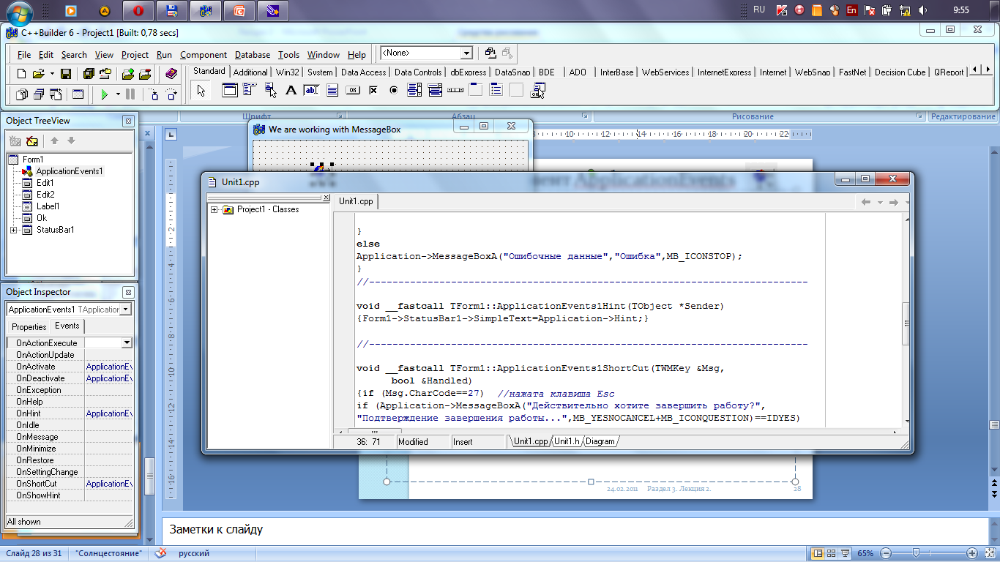 RU
En
9:55
C++Builder 6 - Project1 [Built: 0,78 secs]
File Edit Search View Project Run Component Database Tools Window Help
<None>
Standard Additional Win32 System Data Access Data Controls dbExpress DataSnap BDE ADO InterBase WebServices InternetExpress Internet WebSnap FastNet Decision Cube QReport
Шрифт Абзац Рисование Редактирование
Object TreeView
Form1
ApplicationEvents1
Edit1
Edit2
Label1
Ok
StatusBar1
We are working with MessageBox
8 10 12 14 16 18 20 22
ApplicationEvents
Unit1.cpp
Project1 - Classes
Unit1.cpp
}
else
Application->MessageBoxA("Ошибочные данные","Ошибка",MB_ICONSTOP);
}
//---------------------------------------------------------------------------
void __fastcall TForm1::ApplicationEvents1Hint(TObject *Sender)
{Form1->StatusBar1->SimpleText=Application->Hint;}
//---------------------------------------------------------------------------
void __fastcall TForm1::ApplicationEvents1ShortCut(TWMKey &Msg,
bool &Handled)
{if (Msg.CharCode==27) //нажата клавиша Esc
if (Application->MessageBoxA("Действительно хотите завершить работу?",
"Подтверждение завершения работы...",MB_YESNOCANCEL+MB_ICONQUESTION)==IDYES)
36: 71 Modified Insert Unit1.cpp Unit1.h Diagram
Object Inspector
ApplicationEvents1 TApplication
Properties Events
OnActionExecute
OnActionUpdate
OnActivate ApplicationEv
OnDeactivate ApplicationEv
OnException
OnHelp
OnHint ApplicationEv
OnIdle
OnMessage
OnMinimize
OnRestore
OnSettingChange
OnShortCut ApplicationEv
OnShowHint
All shown
2 4 6 8 10 12 14 16
24.02.2011 Раздел 3. Лекция 2. 28
Заметки к слайду
Слайд 28 из 31 "Солнцестояние" русский 65%